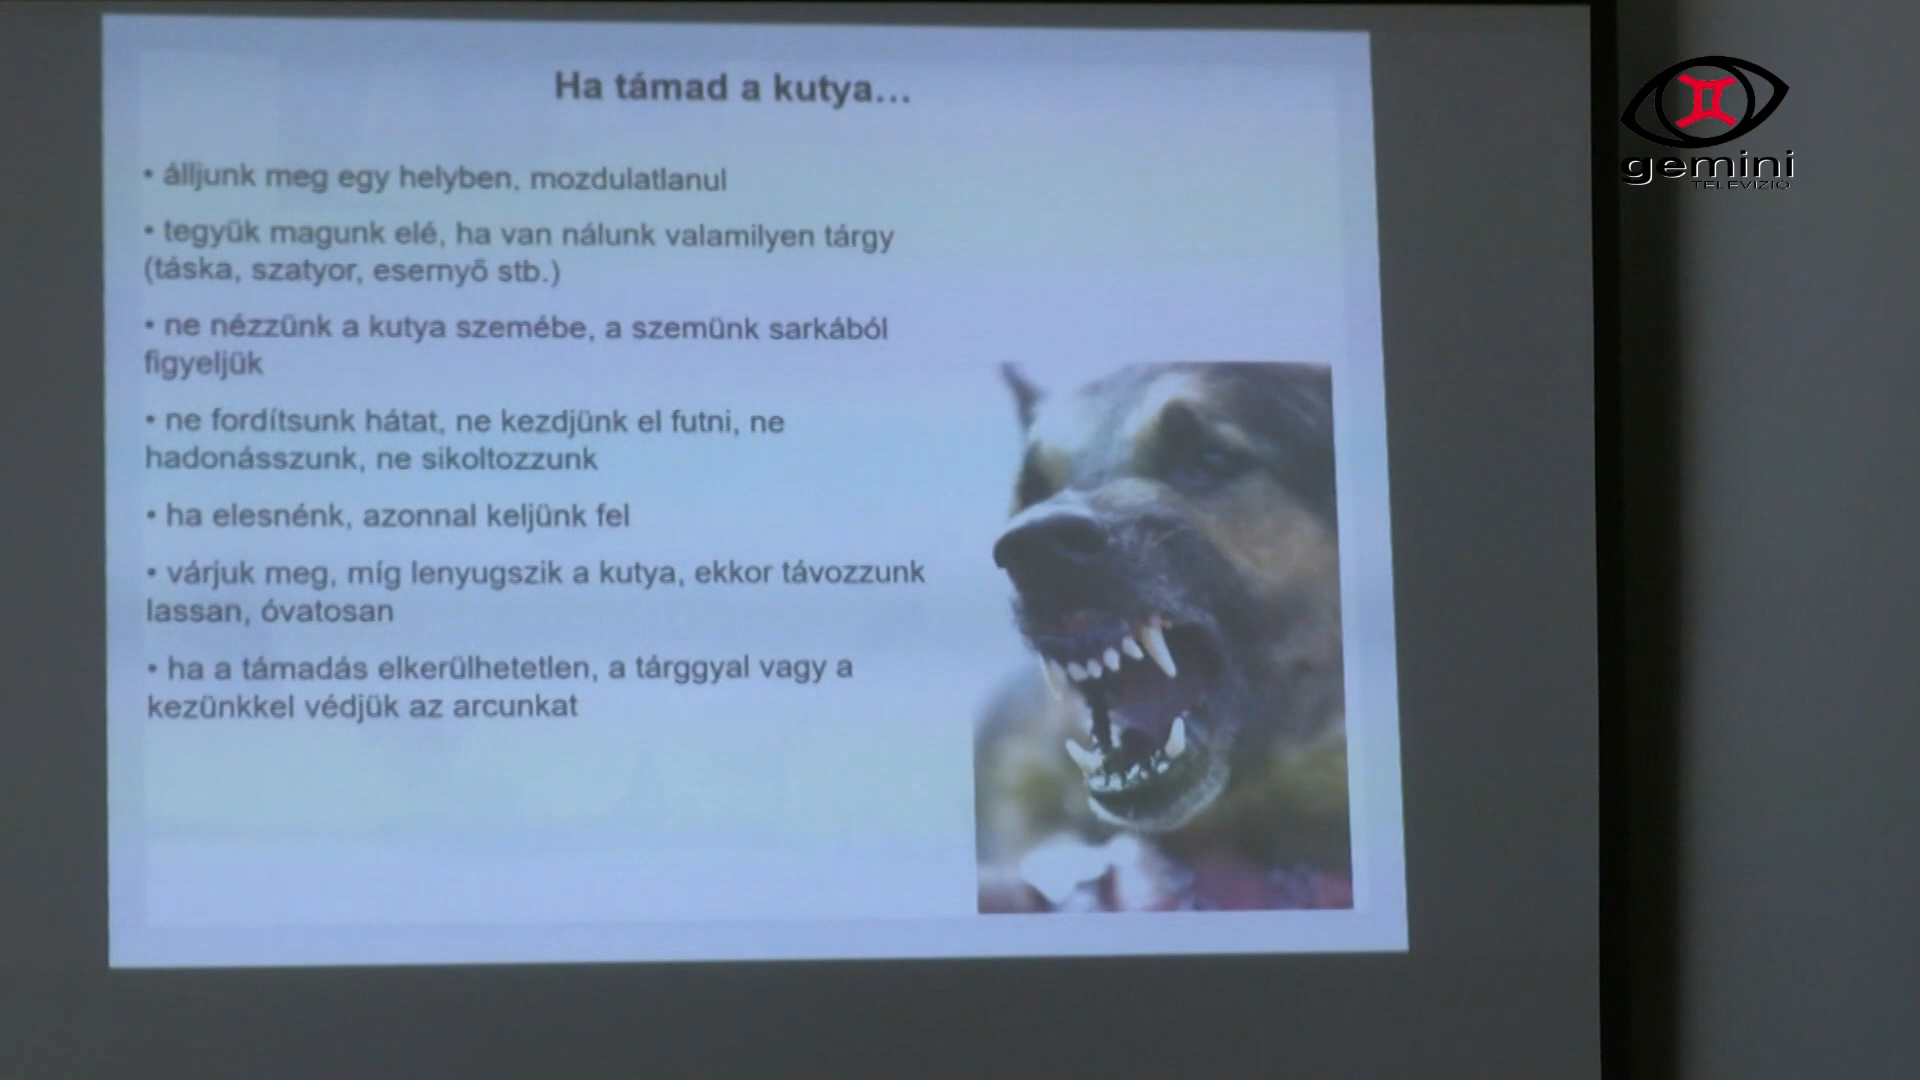 Ha támad a kutya...
• álljunk meg egy helyben, mozdulatlanul
• tegyük magunk elé, ha van nálunk valamilyen tárgy
(táska, szatyor, esernyő stb.)
• ne nézzünk a kutya szemébe, a szemünk sarkából
figyeljük
• ne fordítsunk hátat, ne kezdjünk el futni, ne
hadonásszunk, ne sikoltozzunk
• ha elesnénk, azonnal keljünk fel
• várjuk meg, míg lenyugszik a kutya, ekkor távozzunk
lassan, óvatosan
• ha a támadás elkerülhetetlen, a tárggyal vagy a
kezünkkel védjük az arcunkat
gemini
TELEVÍZIÓ